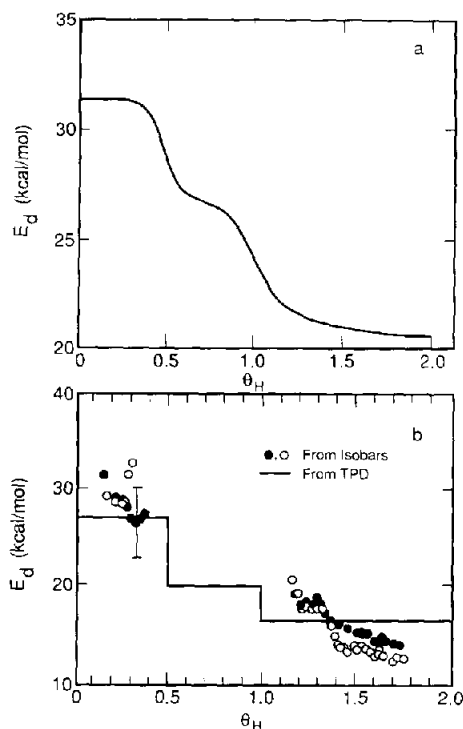 35
30
25
20
E_d (kcal/mol)
a
0 0.5 1.0 1.5 2.0
θ_H
40
30
20
10
E_d (kcal/mol)
b
●,○ From Isobars
— From TPD
0 0.5 1.0 1.5 2.0
θ_H